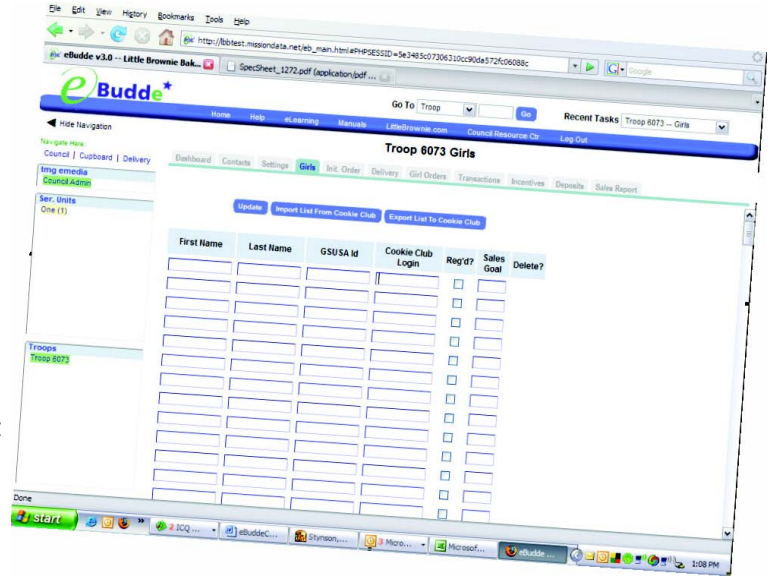 File Edit View History Bookmarks Tools Help
http://lbbtest.missiondata.net/eb_main.html#PHPSESSID=5e3485c07306310cc90da572fc06088c
Google
eBudde v3.0 -- Little Brownie Bak...
SpecSheet_1272.pdf (application/pdf ...
eBudde
Go To Troop Go Recent Tasks Troop 6073 -- Girls
Hide Navigation
Home Help eLearning Manuals LittleBrownie.com Council Resource Ctr Log Out
Navigate Here
Council | Cupboard | Delivery
Troop 6073 Girls
Dashboard Contacts Settings Girls Init. Order Delivery Girl Orders Transactions Incentives Deposits Sales Report
Img emedia
Council Admin
Ser. Units
One (1)
Update Import List From Cookie Club Export List To Cookie Club
First Name Last Name GSUSA Id Cookie Club Login Reg'd? Sales Goal Delete?
Troops
Troop 6073
Done
start 2 ICQ ... eBuddeC... Stynson,... 3 Micro... Microsof... eBudde ... 1:08 PM